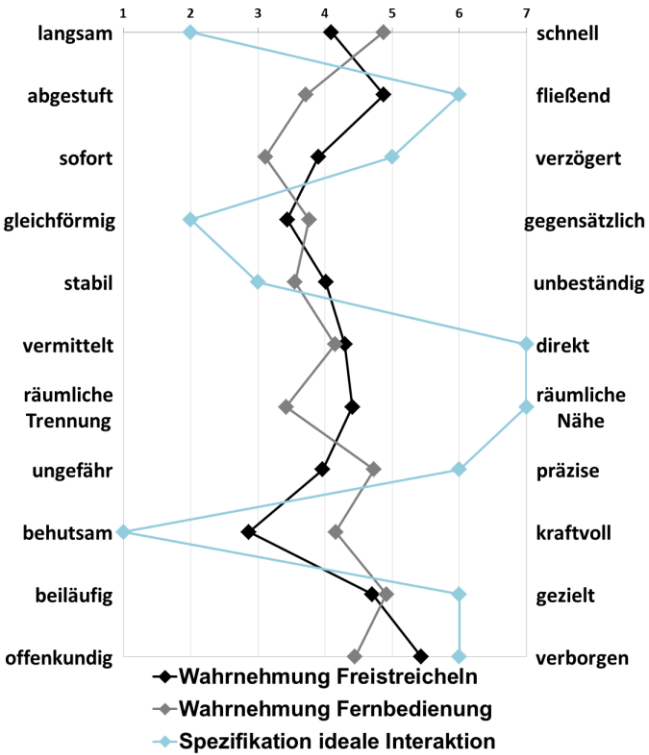 1 2 3 4 5 6 7
langsam schnell
abgestuft fließend
sofort verzögert
gleichförmig gegensätzlich
stabil unbeständig
vermittelt direkt
räumliche räumliche
Trennung Nähe
ungefähr präzise
behutsam kraftvoll
beiläufig gezielt
offenkundig verborgen
Wahrnehmung Freistreicheln
Wahrnehmung Fernbedienung
Spezifikation ideale Interaktion